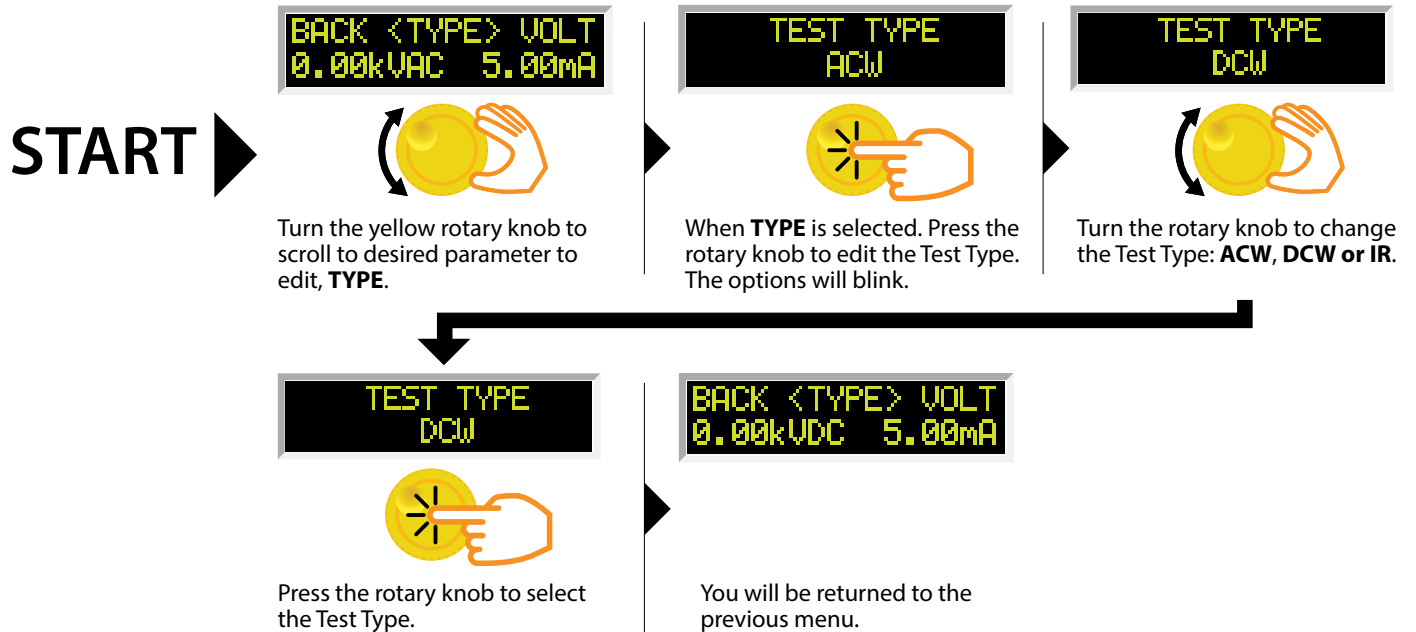 START
BACK <TYPE> VOLT
0.00kVAC 5.00mA
Turn the yellow rotary knob to
scroll to desired parameter to
edit, TYPE.
TEST TYPE
ACW
When TYPE is selected. Press the
rotary knob to edit the Test Type.
The options will blink.
TEST TYPE
DCW
Turn the rotary knob to change
the Test Type: ACW, DCW or IR.
TEST TYPE
DCW
Press the rotary knob to select
the Test Type.
BACK <TYPE> VOLT
0.00kVDC 5.00mA
You will be returned to the
previous menu.